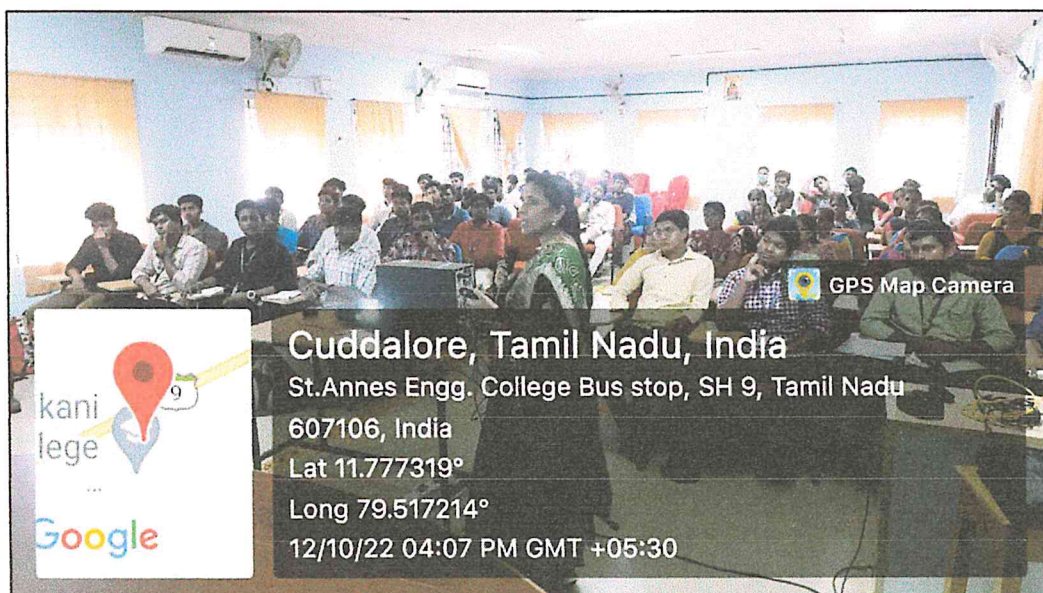 GPS Map Camera
Cuddalore, Tamil Nadu, India
St.Annes Engg. College Bus stop, SH 9, Tamil Nadu
607106, India
Lat 11.777319°
Long 79.517214°
12/10/22 04:07 PM GMT +05:30
9
kani
lege
...
Google